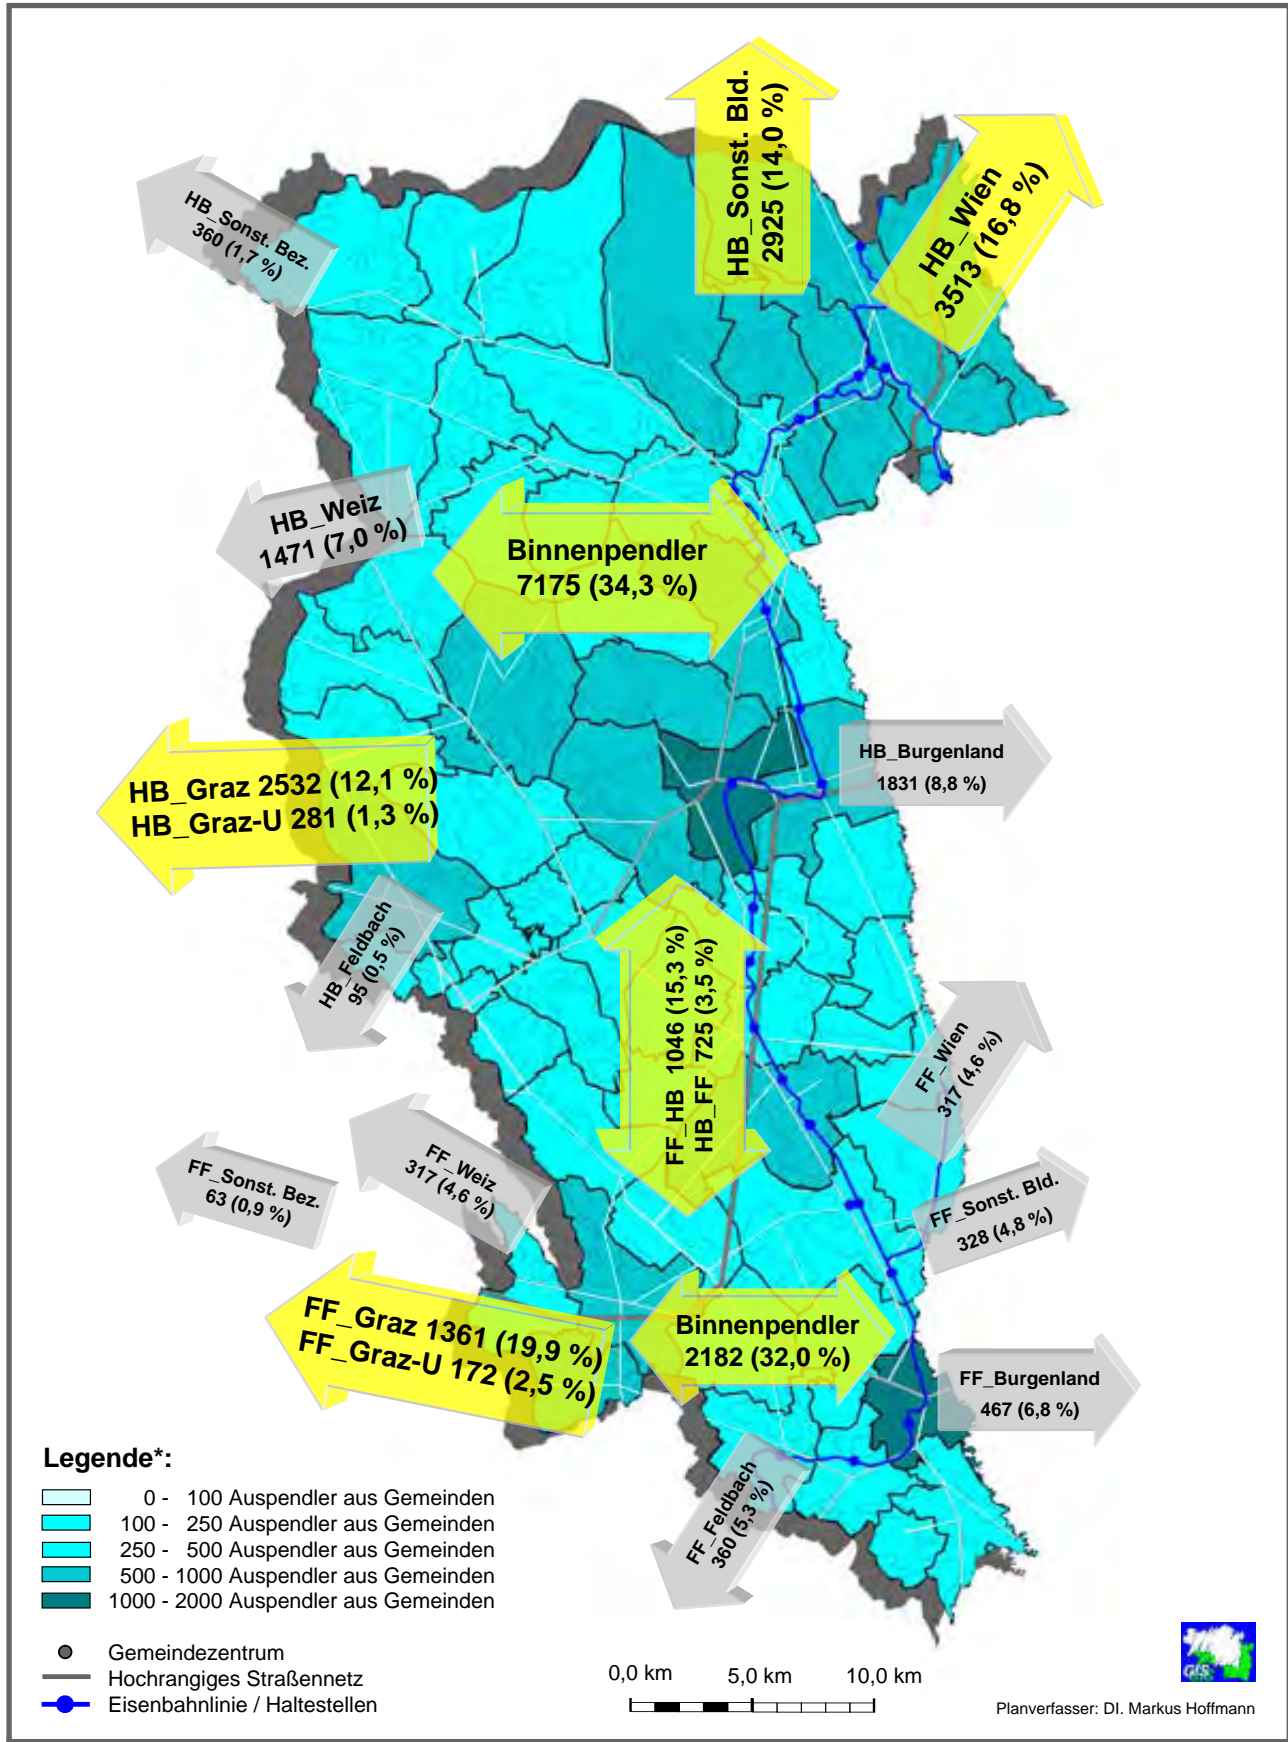 HB_Sonst. Bld.
2925 (14,0 %)
HB_Wien
3513 (16,8 %)
HB_Sonst. Bez.
360 (1,7 %)
HB_Weiz
1471 (7,0 %)
Binnenpendler
7175 (34,3 %)
HB_Burgenland
1831 (8,8 %)
HB_Graz 2532 (12,1 %)
HB_Graz-U 281 (1,3 %)
HB_Feldbach
95 (0,5 %)
FF_HB 1046 (15,3 %)
HB_FF 725 (3,5 %)
FF_Wien
317 (4,6 %)
FF_Weiz
317 (4,6 %)
FF_Sonst. Bez.
63 (0,9 %)
FF_Sonst. Bld.
328 (4,8 %)
FF_Graz 1361 (19,9 %)
FF_Graz-U 172 (2,5 %)
Binnenpendler
2182 (32,0 %)
FF_Burgenland
467 (6,8 %)
FF_Feldbach
360 (5,3 %)
Legende*:
0 - 100 Auspendler aus Gemeinden
100 - 250 Auspendler aus Gemeinden
250 - 500 Auspendler aus Gemeinden
500 - 1000 Auspendler aus Gemeinden
1000 - 2000 Auspendler aus Gemeinden
Gemeindezentrum
Hochrangiges Straßennetz
Eisenbahnlinie / Haltestellen
0,0 km 5,0 km 10,0 km
GIS
Planverfasser: DI. Markus Hoffmann